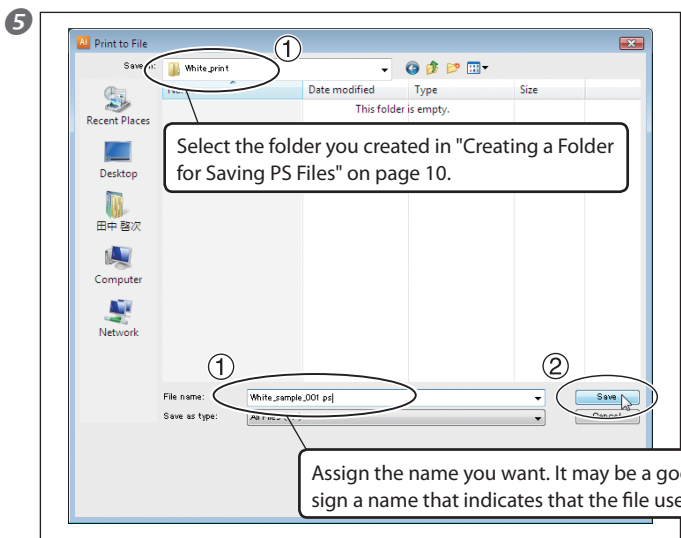 5
Ai Print to File
①
Save in: White_print
Date modified Type Size
This folder is empty.
Recent Places
Select the folder you created in "Creating a Folder
for Saving PS Files" on page 10.
Desktop
田中 啓次
Computer
Network
① ②
File name: White_sample_001.ps Save
Save as type: Cancel
Assign the name you want. It may be a
sign a name that indicates that the file